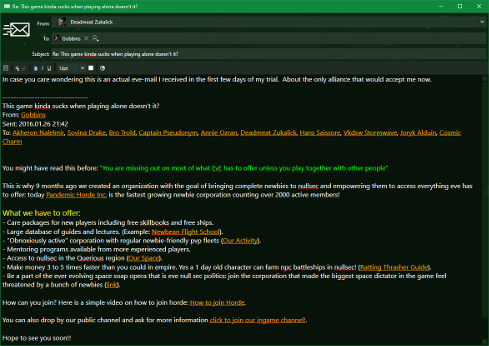 Re: This game kinda sucks when playing alone doesn't it?
From: Deadmeat Zukalick
To: Gobbins
Subject: Re: This game kinda sucks when playing alone doesn't it?
B I U 12pt
In case you care wondering this is an actual eve-mail I received in the first few days of my trial. About the only alliance that would accept me now.
--------------------------------
This game kinda sucks when playing alone doesn't it?
From: Gobbins
Sent: 2016.01.26 21:42
To: Akheron Nalelmir, Sovina Drake, Bro Trold, Captain Pseudonym, Annie Ozran, Deadmeat Zukalick, Hans Saissore, Vkdsw Stormwave, Joryk Alduin, Cosmic
Charm
You might have read this before: "You are missing out on most of what EvE has to offer unless you play together with other people"
This is why 9 months ago we created an organization with the goal of bringing complete newbies to nullsec and empowering them to access everything eve has
to offer: today Pandemic Horde Inc. is the fastest growing newbie corporation counting over 2000 active members!
What we have to offer:
- Care packages for new players including free skillbooks and free ships.
- Large database of guides and lectures. (Example: Newbean Flight School).
- "Obnoxiously active" corporation with regular newbie-friendly pvp fleets (Our Activity).
- Mentoring programs available from more experienced players.
- Access to nullsec in the Querious region (Our Space).
- Make money 3 to 5 times faster than you could in empire. Yes a 1 day old character can farm npc battleships in nullsec! (Ratting Thrasher Guide).
- Be a part of the ever evolving space soap opera that is eve null sec politics: join the corporation that made the biggest space dictator in the game feel
threatened by a bunch of newbies (link).
How can you join? Here is a simple video on how to join horde: How to join Horde.
You can also drop by our public channel and ask for more information click to join our ingame channel!.
Hope to see you soon!!